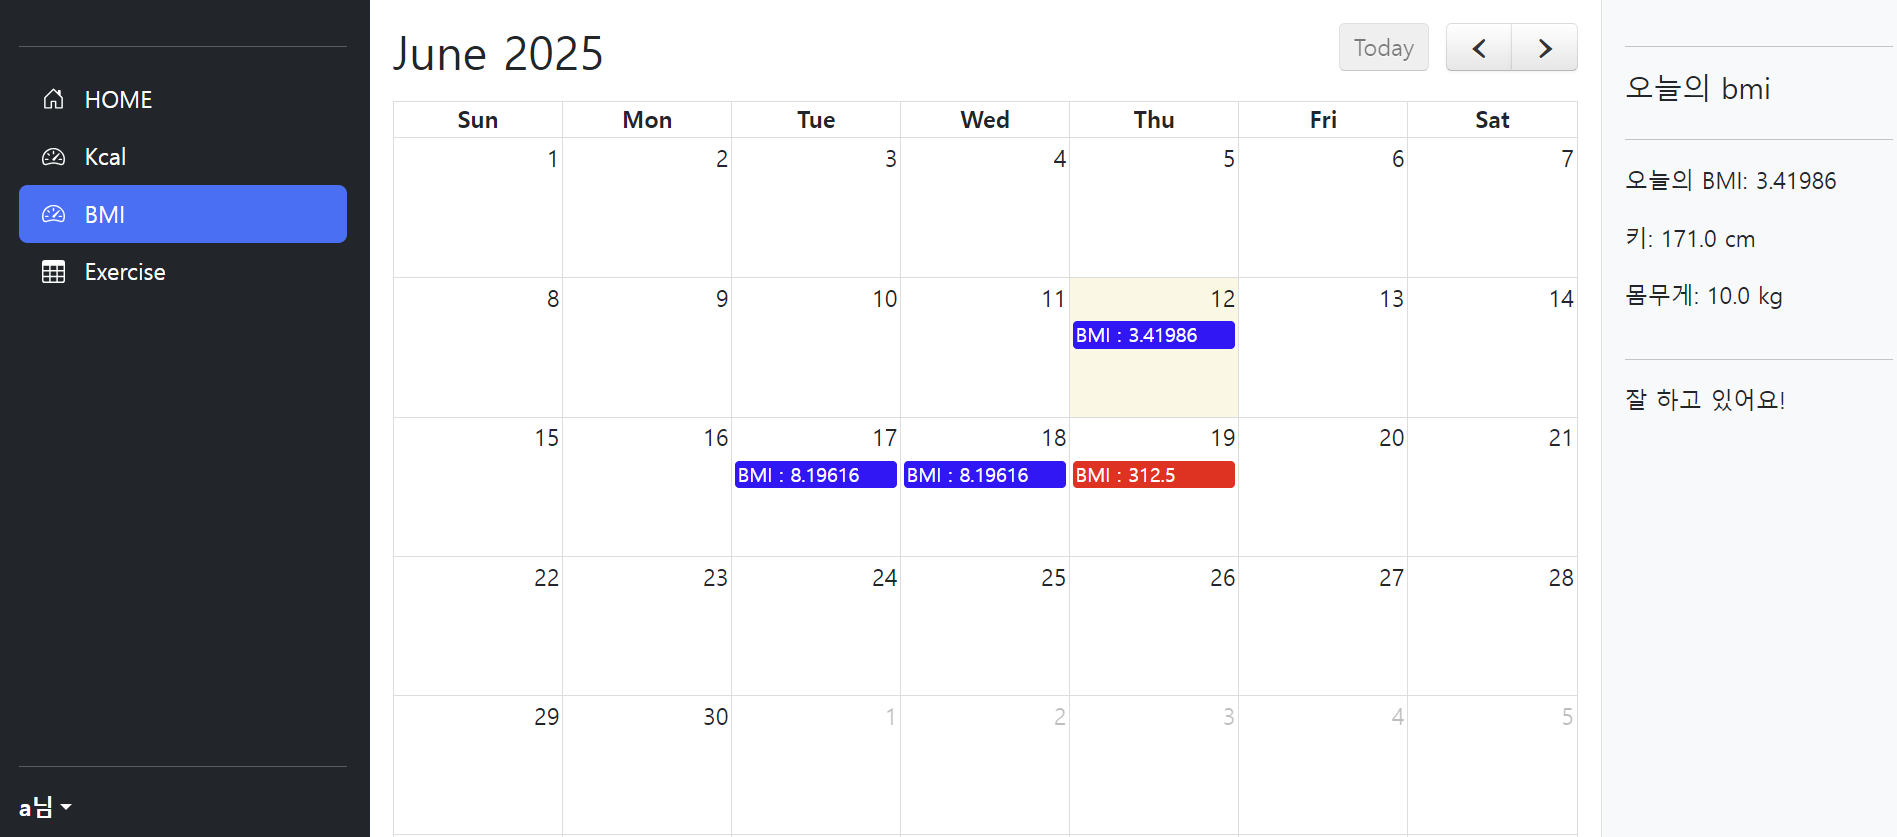 HOME
Kcal
BMI
Exercise
a님
June 2025
Today
Sun Mon Tue Wed Thu Fri Sat
1 2 3 4 5 6 7
8 9 10 11 12 13 14
BMI : 3.41986
15 16 17 18 19 20 21
BMI : 8.19616 BMI : 8.19616 BMI : 312.5
22 23 24 25 26 27 28
29 30 1 2 3 4 5
오늘의 bmi
오늘의 BMI: 3.41986
키: 171.0 cm
몸무게: 10.0 kg
잘 하고 있어요!